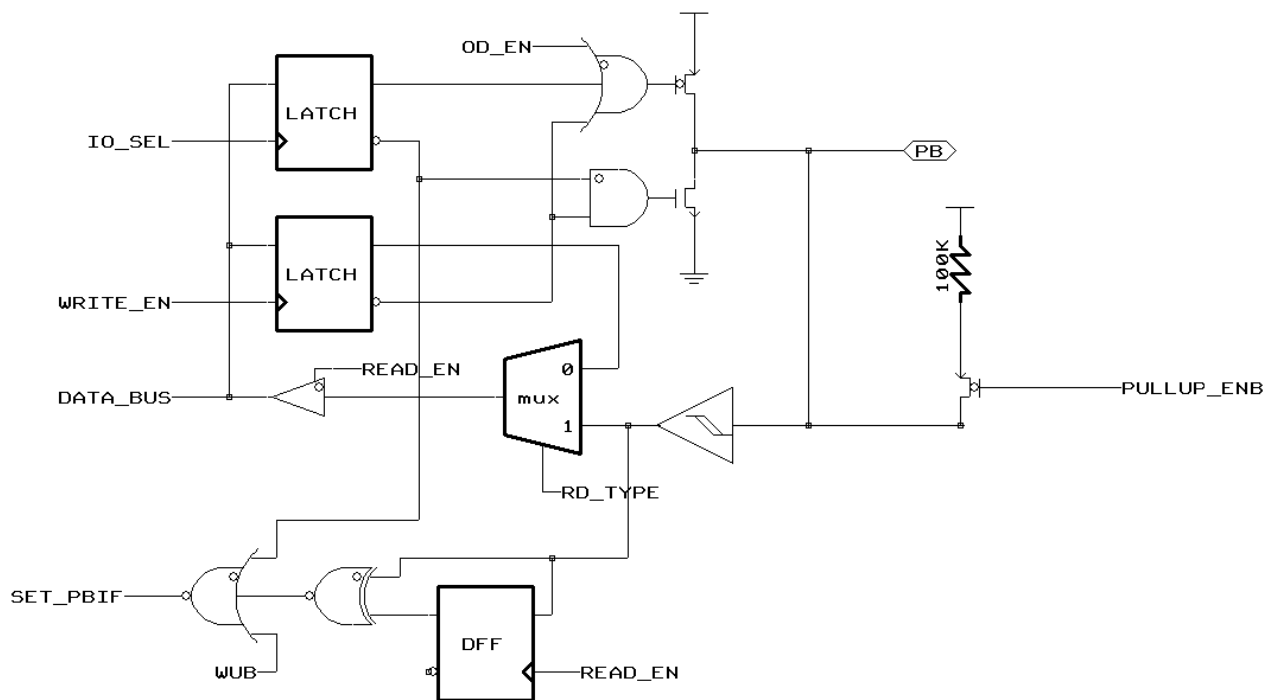 OD_EN
LATCH
IO_SEL
PB
LATCH
100K
WRITE_EN
0
READ_EN
DATA_BUS
mux
PULLUP_ENB
1
RD_TYPE
SET_PBIF
DFF
WUB
READ_EN